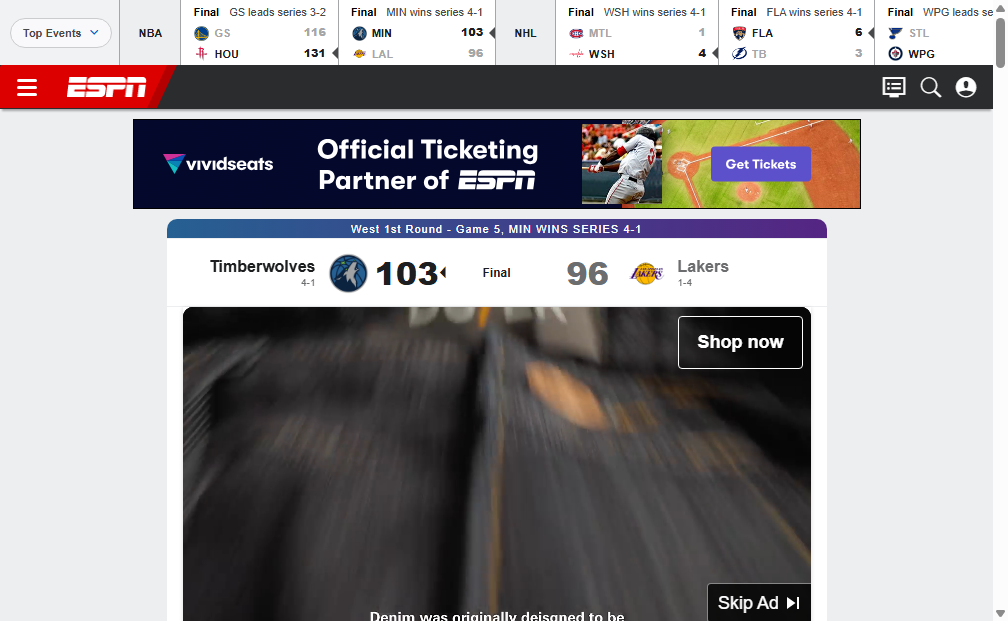 Top Events
NBA
Final GS leads series 3-2
GS 116
HOU 131
Final MIN wins series 4-1
MIN 103
LAL 96
NHL
Final WSH wins series 4-1
MTL 1
WSH 4
Final FLA wins series 4-1
FLA 6
TB 3
Final WPG leads se
STL
WPG
ESPN
vividseats
Official Ticketing
Partner of ESPN
Get Tickets
West 1st Round - Game 5, MIN WINS SERIES 4-1
Timberwolves
4-1
103
Final
96
LAKERS
Lakers
1-4
Shop now
Skip Ad
Denim was originally deisgned to be